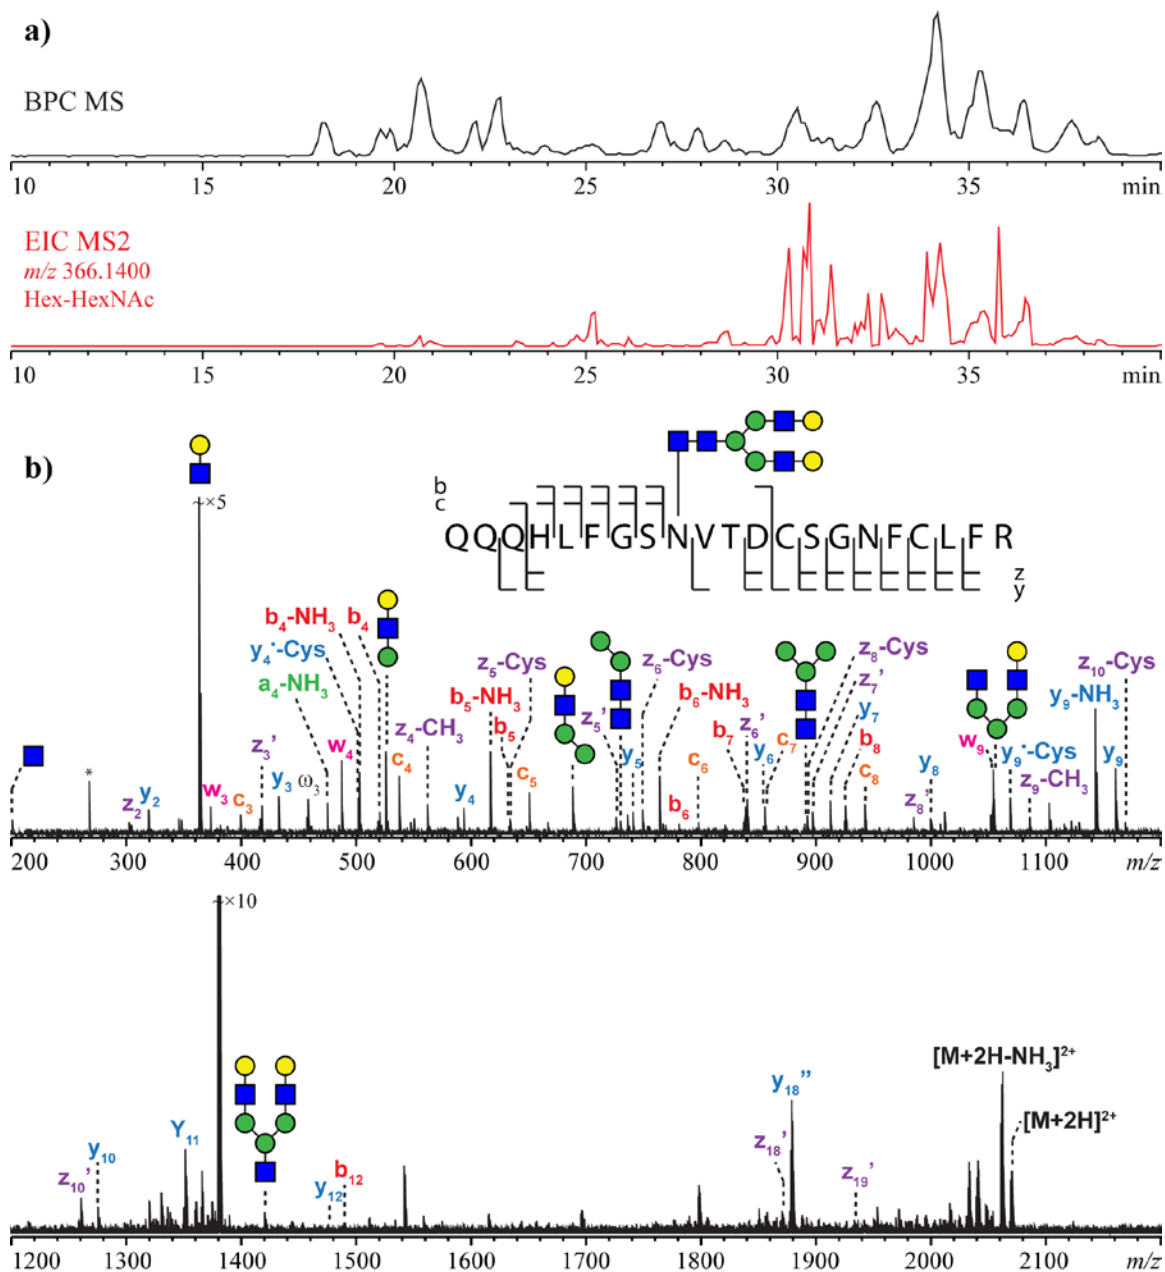 a)
BPC MS
10 15 20 25 30 35 min
EIC MS2
m/z 366.1400
Hex-HexNAc
10 15 20 25 30 35 min
b)
~×5
b
c
QQQHLFGSNVTDCSGNFCLFR
z
y
b₄-NH₃ b₄
y₄·-Cys
a₄-NH₃
z₃'
w₄
z₂ y₂
*
w₃
c₃
y₃
ω₃
c₄
z₄-CH₃
y₄
b₅-NH₃
b₅
z₅-Cys
c₅
z₅'
y₅
z₆-Cys
b₆-NH₃
b₆
c₆
b₇
z₆'
y₆
c₇
z₈-Cys
z₇'
y₇
b₈
c₈
z₈'
y₈
w₉
y₉·-Cys
z₉-CH₃
y₉-NH₃
y₉
z₁₀-Cys
200 300 400 500 600 700 800 900 1000 1100 m/z
~×10
z₁₀'
y₁₀
Y₁₁
y₁₂
b₁₂
z₁₈'
y₁₈''
z₁₉'
[M+2H-NH₃]²⁺
[M+2H]²⁺
1200 1300 1400 1500 1600 1700 1800 1900 2000 2100 m/z